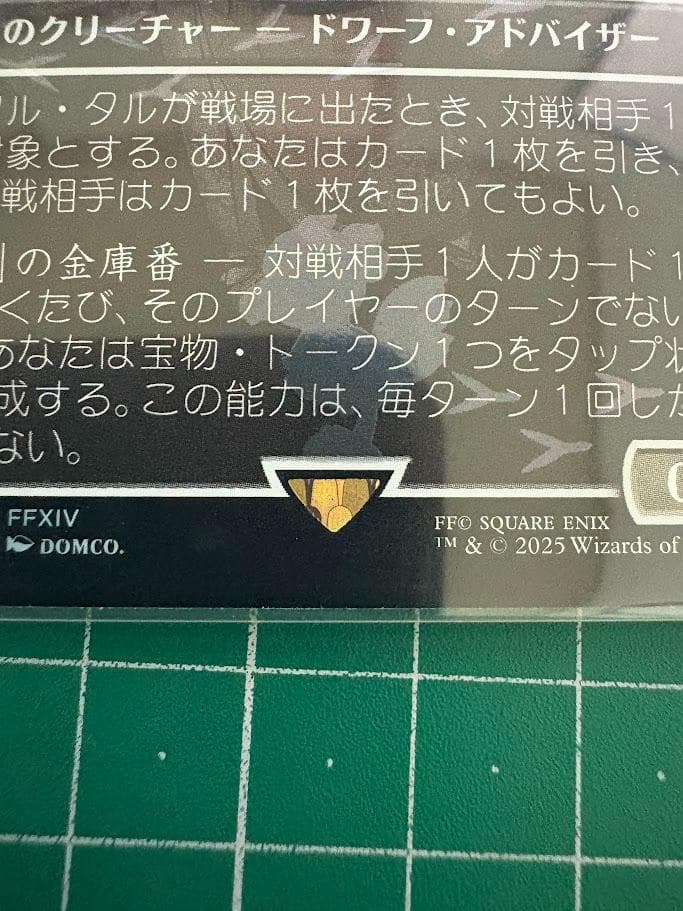 のクリーチャー — ドワーフ・アドバイザー
ル・タルが戦場に出たとき、対戦相手1
対象とする。あなたはカード1枚を引き、
戦相手はカード1枚を引いてもよい。
の金庫番 — 対戦相手1人がカード1
くたび、そのプレイヤーのターンでない
あなたは宝物・トークン1つをタップ状
成する。この能力は、毎ターン1回しか
ない。
FFXIV
DOMCO.
FF© SQUARE ENIX
™ & © 2025 Wizards of
0